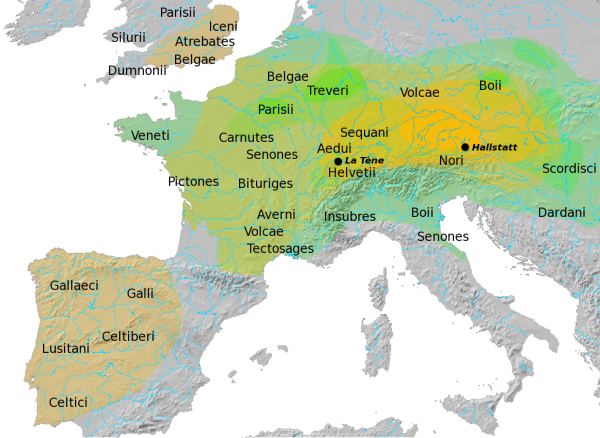 Parisii
Iceni
Silurii
Atrebates
Belgae
Dumnonii
Belgae
Treveri
Volcae
Boii
Parisii
Veneti
Carnutes
Sequani
Senones
Aedui
La Tène
Hallstatt
Nori
Helvetii
Scordisci
Pictones
Bituriges
Averni
Insubres
Boii
Dardani
Volcae
Tectosages
Senones
Gallaeci
Galli
Celtiberi
Lusitani
Celtici